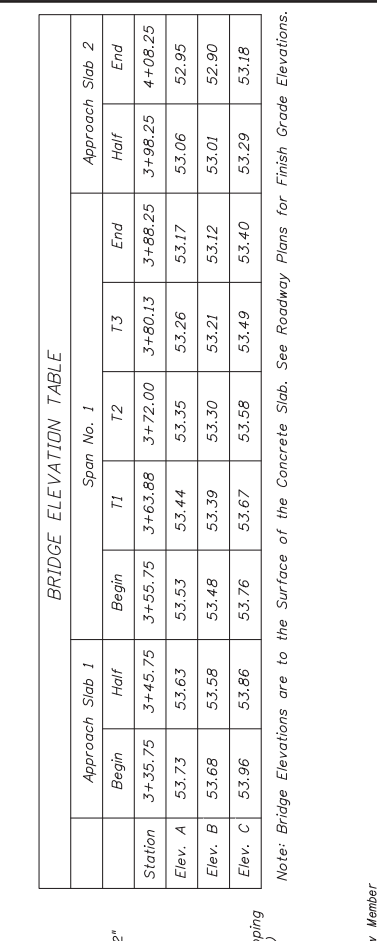 BRIDGE ELEVATION TABLE
Approach Slab 1 Span No. 1 Approach Slab 2
Begin Half Begin T1 T2 T3 End Half End
Station 3+35.75 3+45.75 3+55.75 3+63.88 3+72.00 3+80.13 3+88.25 3+98.25 4+08.25
Elev. A 53.73 53.63 53.53 53.44 53.35 53.26 53.17 53.06 52.95
Elev. B 53.68 53.58 53.48 53.39 53.30 53.21 53.12 53.01 52.90
Elev. C 53.96 53.86 53.76 53.67 53.58 53.49 53.40 53.29 53.18
Note: Bridge Elevations are to the Surface of the Concrete Slab. See Roadway Plans for Finish Grade Elevations.
2"
Member